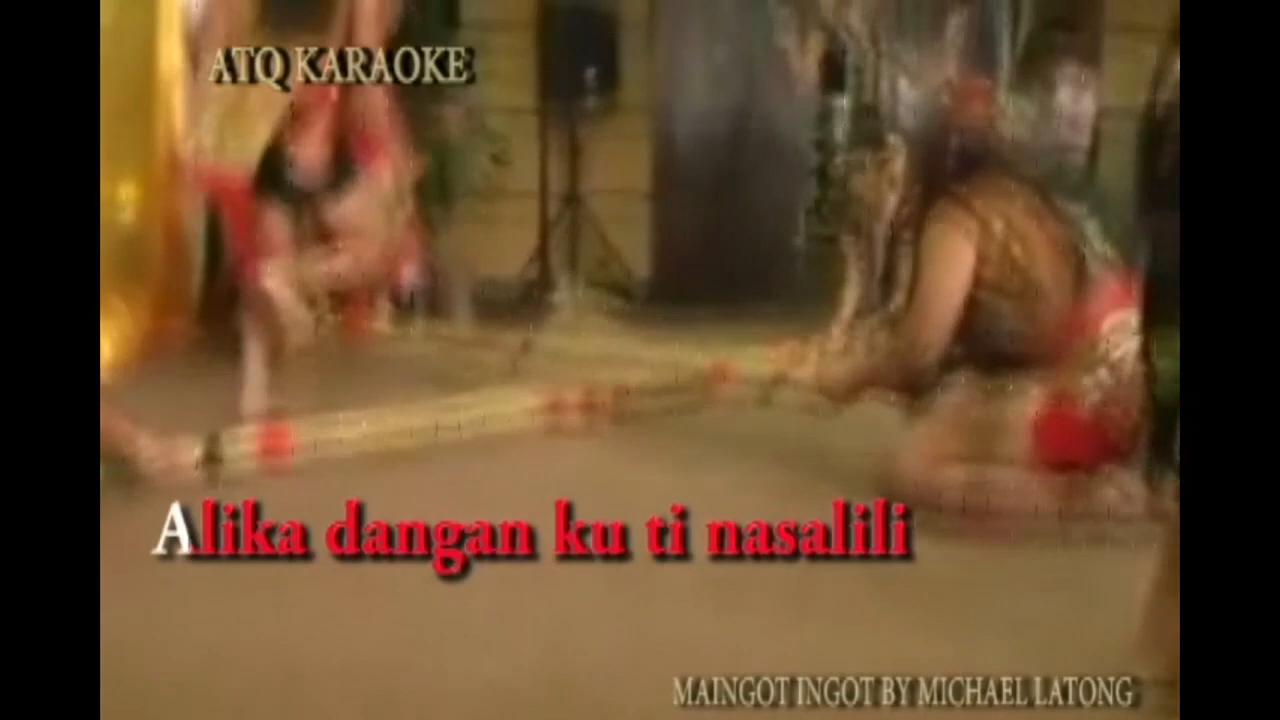 ATQ KARAOKE
Alika dangan ku ti nasalili
MAINGOT INGOT BY MICHAEL LATONG